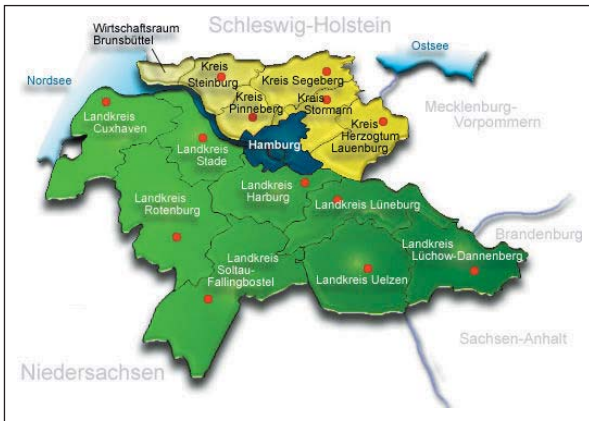 Schleswig-Holstein
Wirtschaftsraum
Brunsbüttel
Ostsee
Nordsee
Kreis
Steinburg
Kreis Segeberg
Kreis
Pinneberg
Kreis
Stormarn
Mecklenburg-
Vorpommern
Landkreis
Cuxhaven
Kreis
Herzogtum
Lauenburg
Landkreis
Stade
Hamburg
Landkreis
Rotenburg
Landkreis
Harburg
Landkreis Lüneburg
Brandenburg
Landkreis
Lüchow-Dannenberg
Landkreis
Soltau-
Fallingbostel
Landkreis Uelzen
Sachsen-Anhalt
Niedersachsen